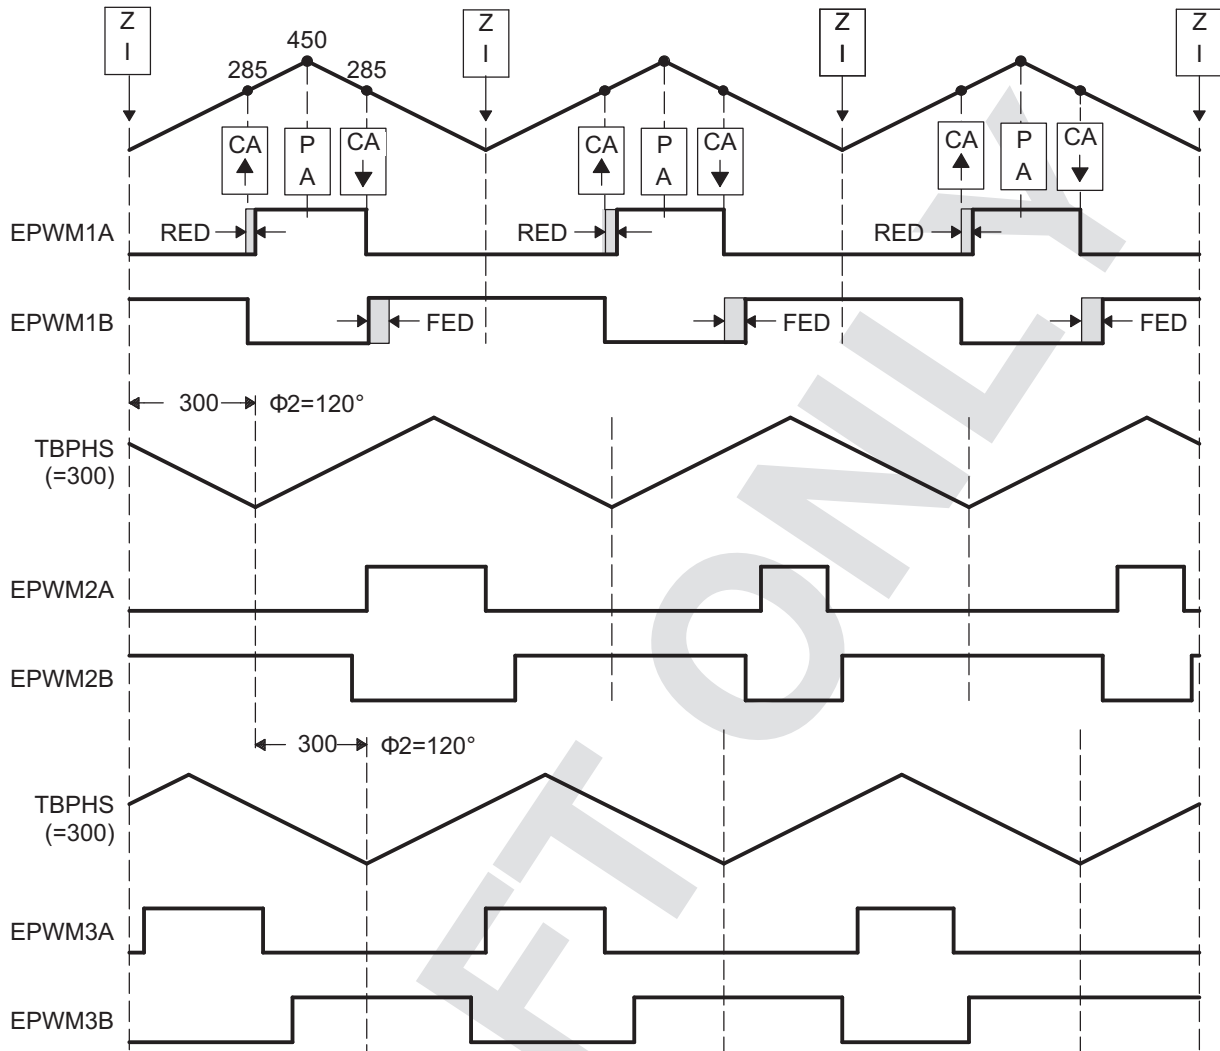 Z
I
Z
I
Z
I
Z
I
450
285
285
CA
P
A
CA
CA
P
A
CA
CA
P
A
CA
EPWM1A
RED
RED
RED
EPWM1B
FED
FED
FED
300
Φ2=120°
TBPHS
(=300)
EPWM2A
EPWM2B
300
Φ2=120°
TBPHS
(=300)
EPWM3A
EPWM3B
FT ONLY